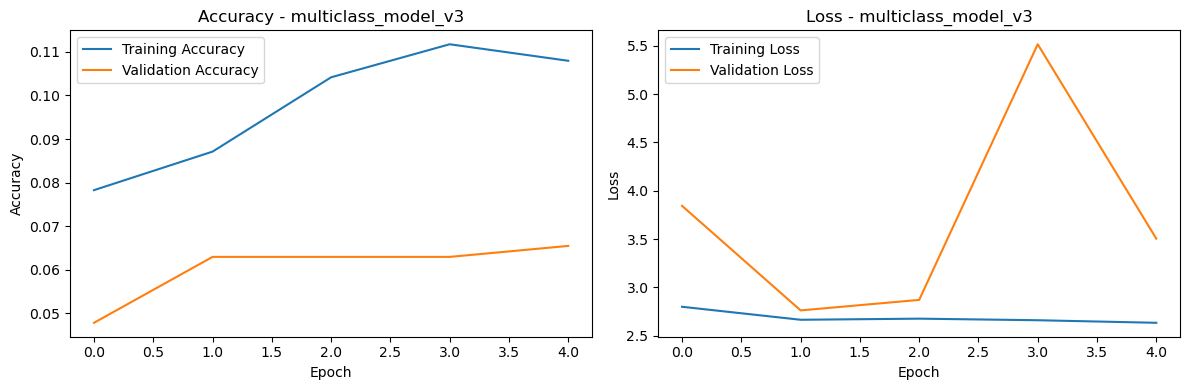 Accuracy - multiclass_model_v3
Training Accuracy
Validation Accuracy
0.11
0.10
0.09
0.08
0.07
0.06
0.05
Accuracy
0.0 0.5 1.0 1.5 2.0 2.5 3.0 3.5 4.0
Epoch
Loss - multiclass_model_v3
Training Loss
Validation Loss
5.5
5.0
4.5
4.0
3.5
3.0
2.5
Loss
0.0 0.5 1.0 1.5 2.0 2.5 3.0 3.5 4.0
Epoch